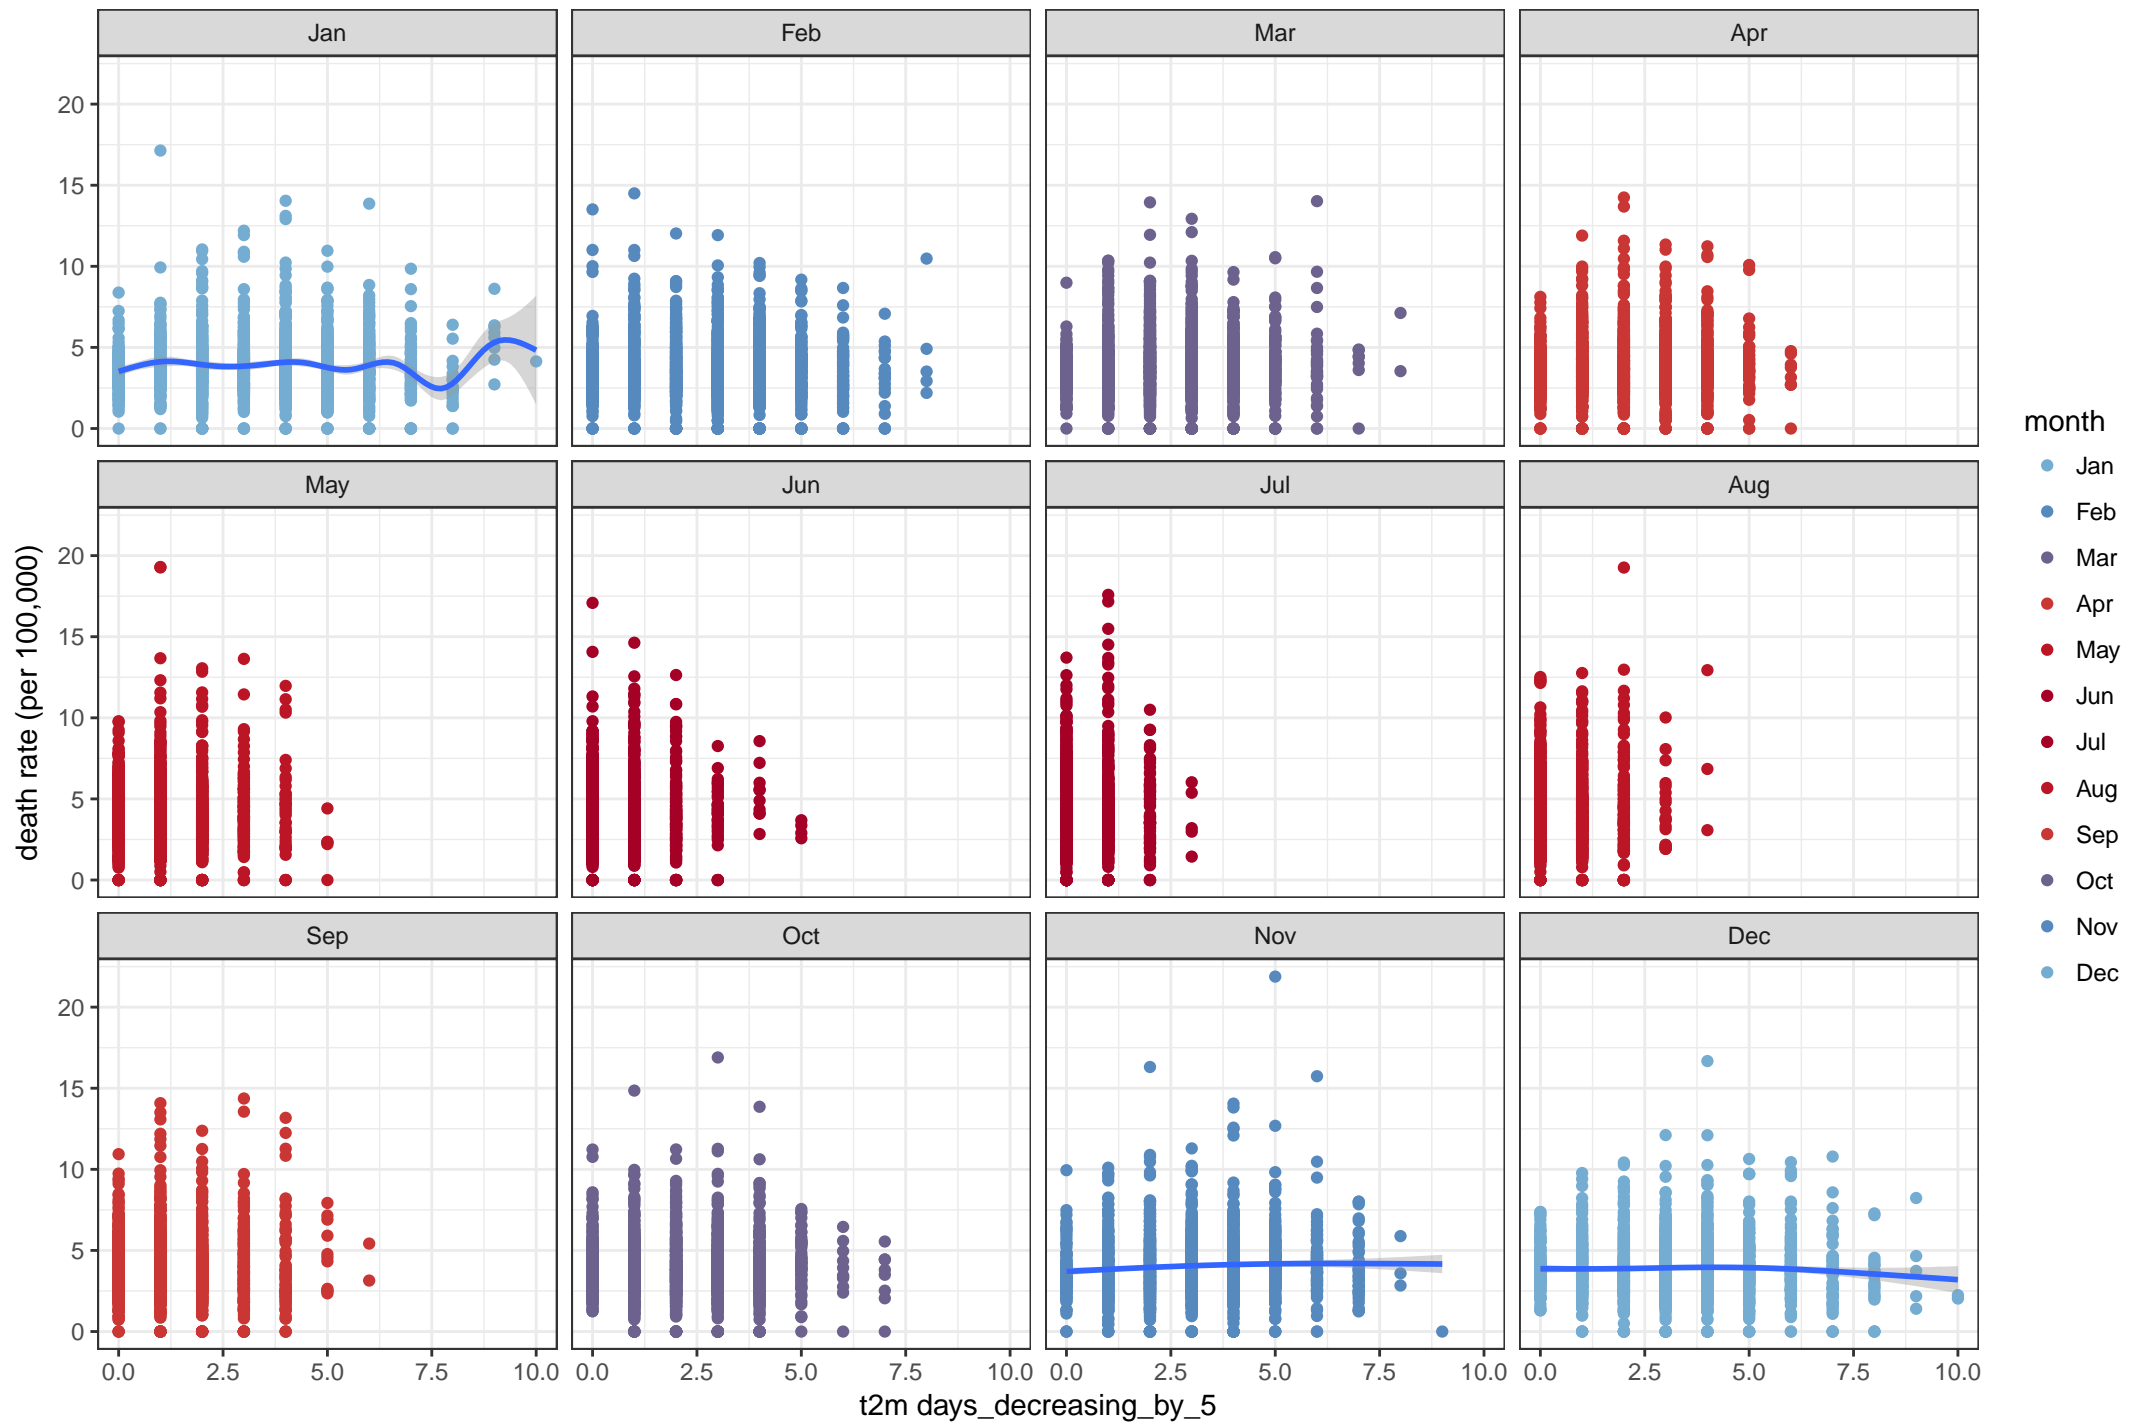 Jan Feb Mar Apr
20
15
10
5
0
May Jun Jul Aug
20
15
10
5
0
Sep Oct Nov Dec
20
15
10
5
0
0.0 2.5 5.0 7.5 10.0 0.0 2.5 5.0 7.5 10.0 0.0 2.5 5.0 7.5 10.0 0.0 2.5 5.0 7.5 10.0
t2m days_decreasing_by_5
death rate (per 100,000)
month
Jan
Feb
Mar
Apr
May
Jun
Jul
Aug
Sep
Oct
Nov
Dec